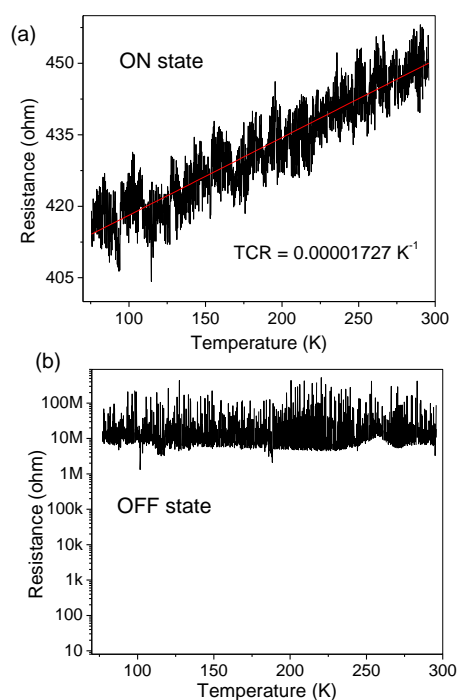 (a)
ON state
450
435
420
405
Resistance (ohm)
TCR = 0.00001727 K⁻¹
100 150 200 250 300
Temperature (K)
(b)
100M
10M
1M
100k
10k
1k
100
10
Resistance (ohm)
OFF state
100 150 200 250 300
Temperature (K)